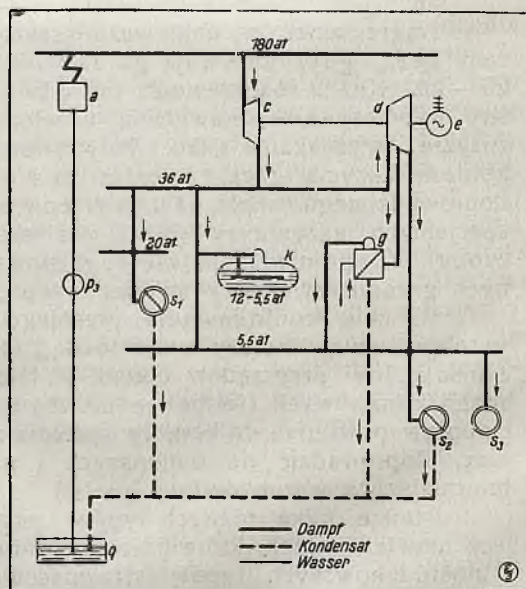 180 at
a
c
d
e
36 at
20 at
p₃
s₁
k
12-5,5 at
g
5,5 at
s₂
s₃
q
Dampf
Kondensat
Wasser